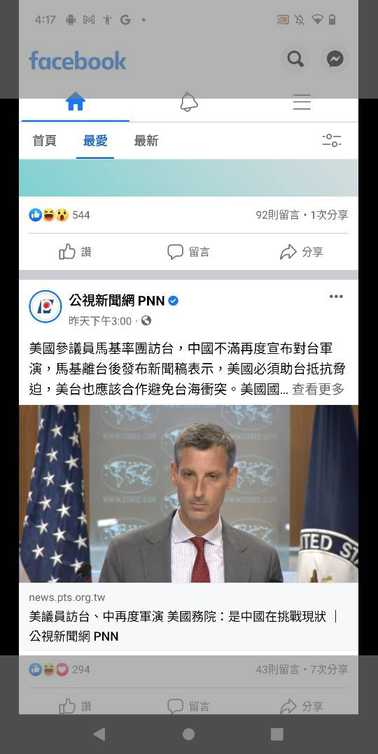 4:17 G
facebook
首頁 最愛 最新
544 92則留言・1次分享
讚 留言 分享
公視新聞網 PNN
昨天下午3:00・
美國參議員馬基率團訪台，中國不滿再度宣布對台軍
演，馬基離台後發布新聞稿表示，美國必須助台抵抗脅
迫，美台也應該合作避免台海衝突。美國國... 查看更多
UNITED ST
news.pts.org.tw
美議員訪台、中再度軍演 美國務院：是中國在挑戰現狀 ｜
公視新聞網 PNN
294 43則留言・7次分享
讚 留言 分享